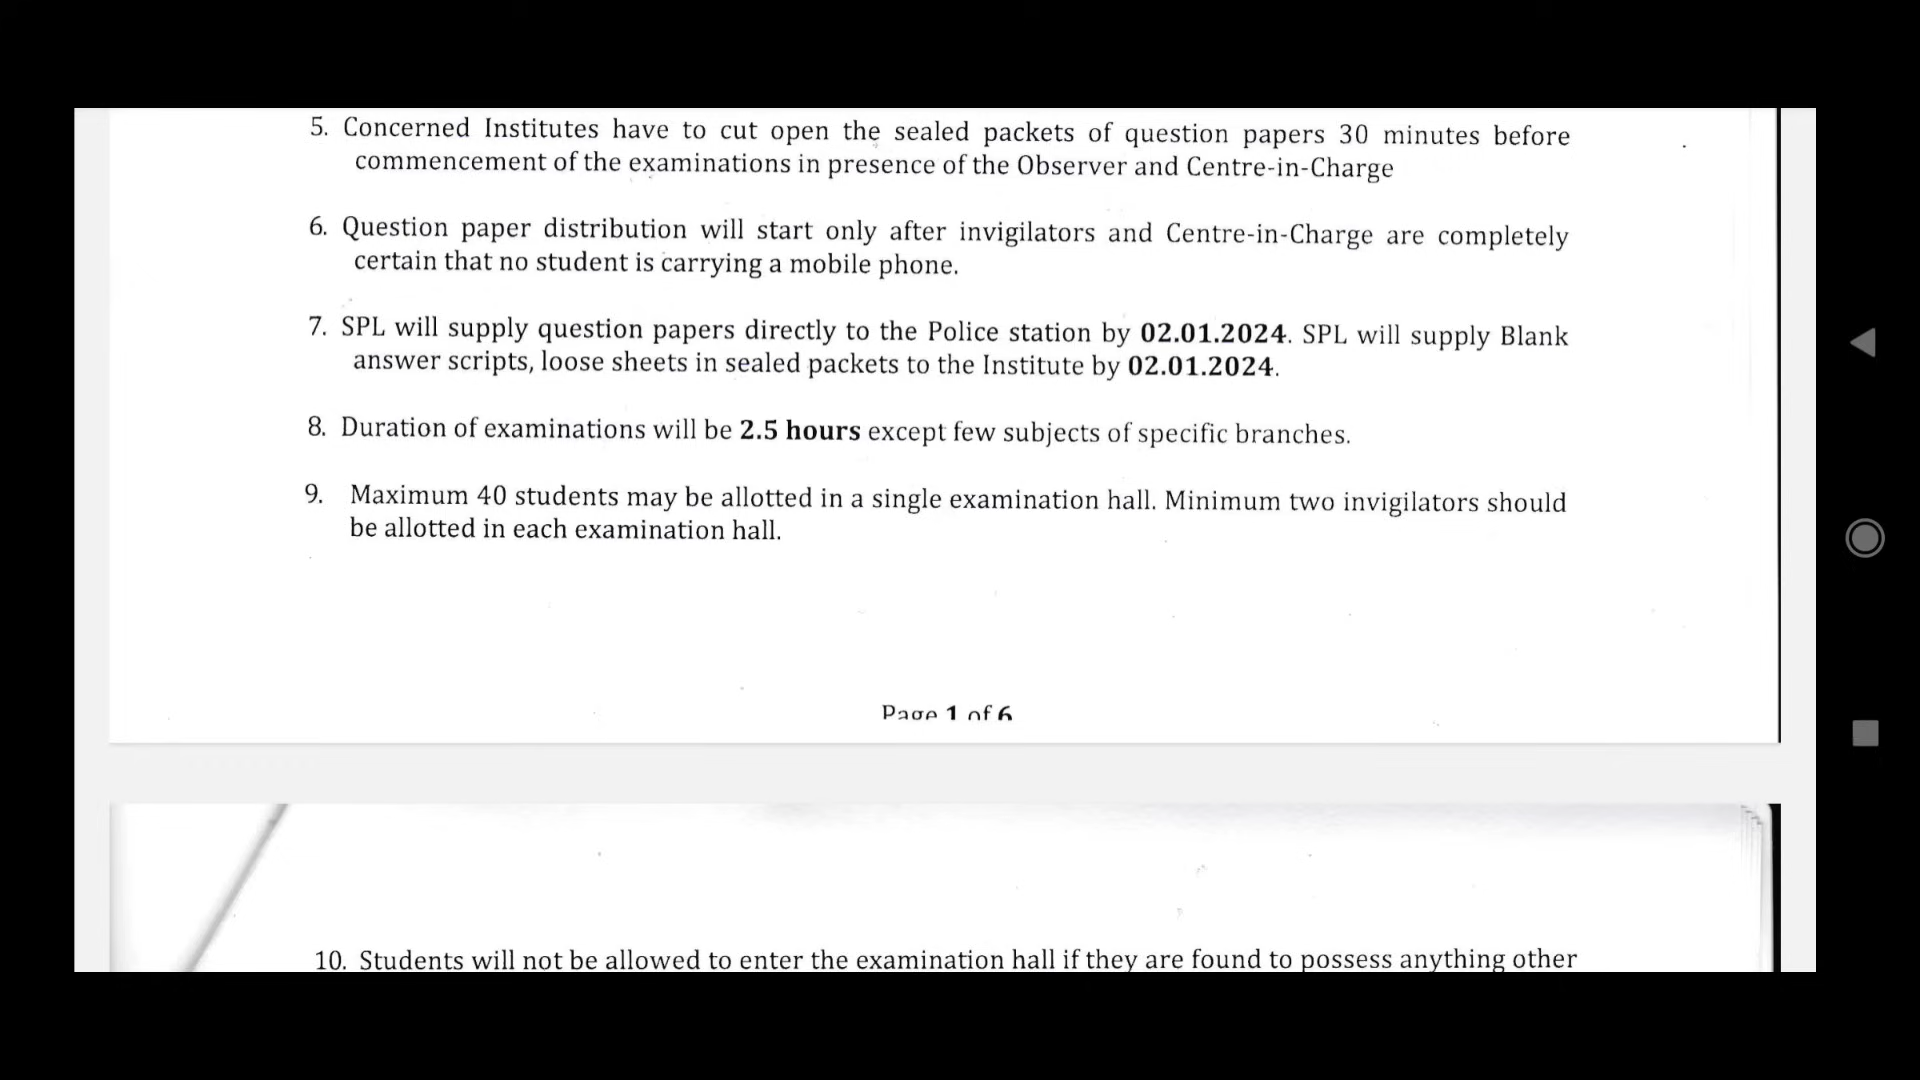 5. Concerned Institutes have to cut open the sealed packets of question papers 30 minutes before
commencement of the examinations in presence of the Observer and Centre-in-Charge
6. Question paper distribution will start only after invigilators and Centre-in-Charge are completely
certain that no student is carrying a mobile phone.
7. SPL will supply question papers directly to the Police station by 02.01.2024. SPL will supply Blank
answer scripts, loose sheets in sealed packets to the Institute by 02.01.2024.
8. Duration of examinations will be 2.5 hours except few subjects of specific branches.
9. Maximum 40 students may be allotted in a single examination hall. Minimum two invigilators should
be allotted in each examination hall.
Page 1 of 6
10. Students will not be allowed to enter the examination hall if they are found to possess anything other